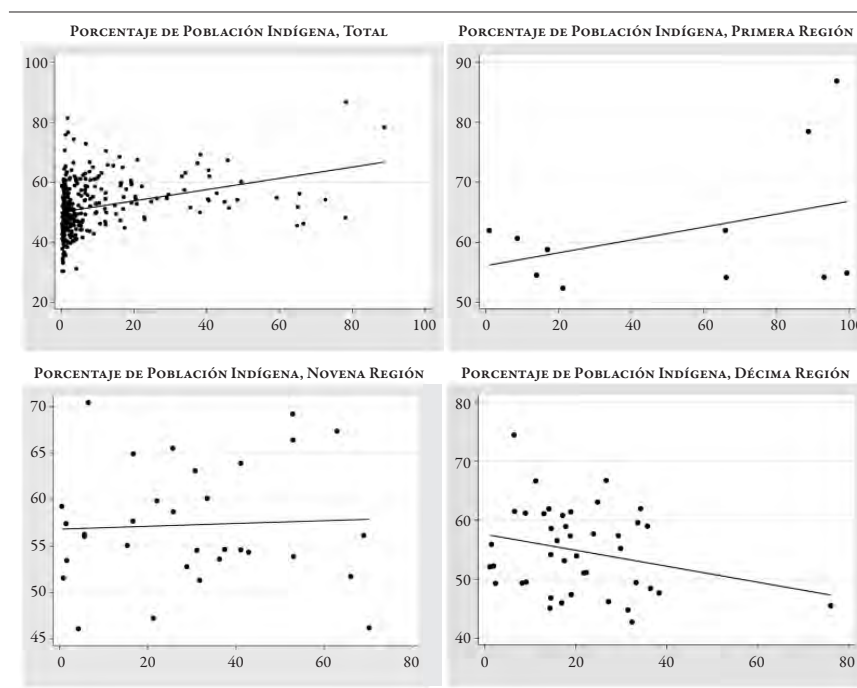 PORCENTAJE DE POBLACIÓN INDÍGENA, TOTAL
100
80
60
40
20
0 20 40 60 80 100
PORCENTAJE DE POBLACIÓN INDÍGENA, PRIMERA REGIÓN
90
80
70
60
50
0 20 40 60 80 100
PORCENTAJE DE POBLACIÓN INDÍGENA, NOVENA REGIÓN
70
65
60
55
50
45
0 20 40 60 80
PORCENTAJE DE POBLACIÓN INDÍGENA, DÉCIMA REGIÓN
80
70
60
50
40
0 20 40 60 80